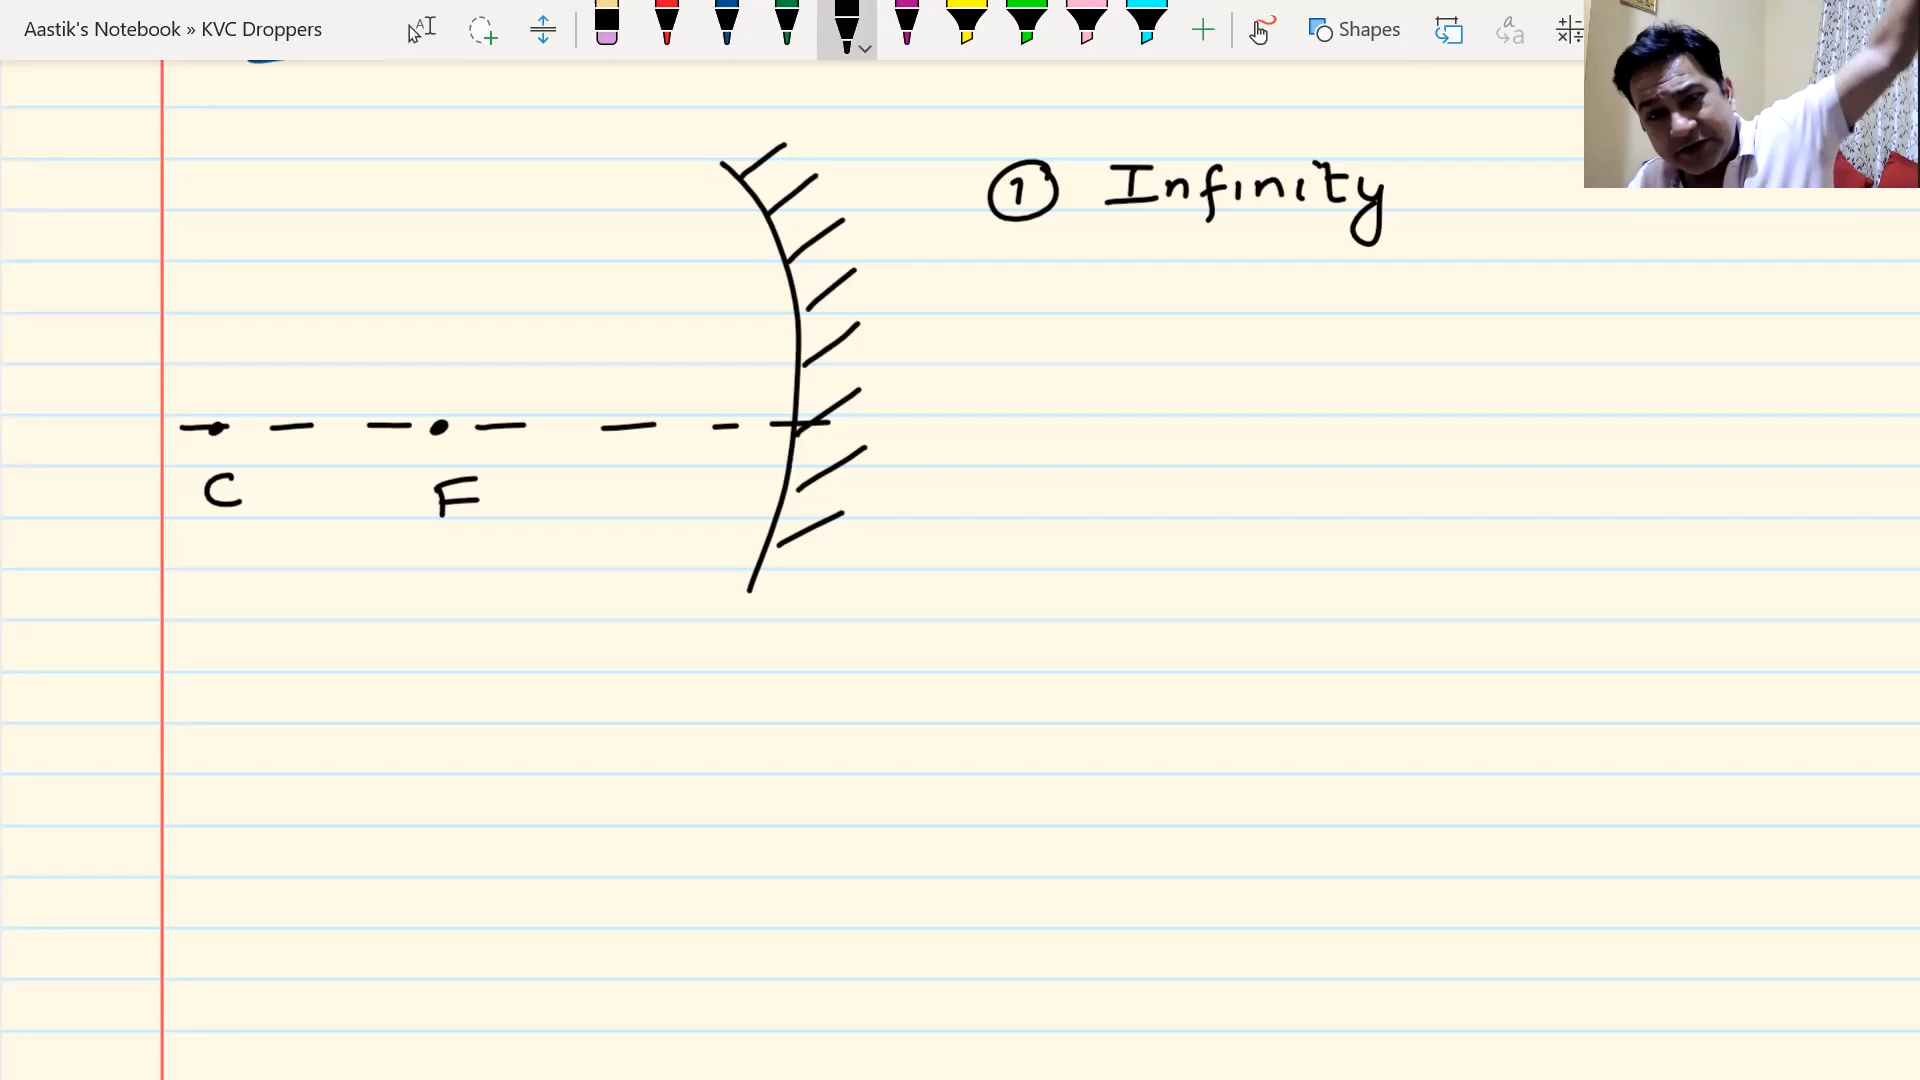 Aastik's Notebook » KVC Droppers
Shapes
① Infinity
C
F